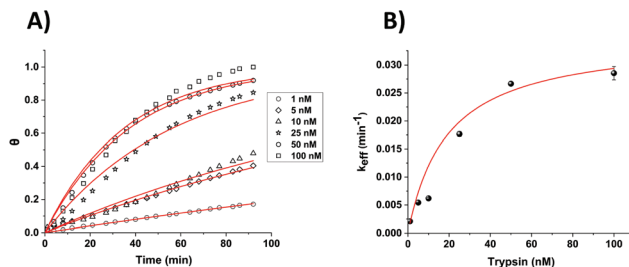 A)
B)
1.0
0.8
0.6
0.4
0.2
0.0
θ
0 20 40 60 80 100
Time (min)
1 nM
5 nM
10 nM
25 nM
50 nM
100 nM
0.030
0.025
0.020
0.015
0.010
0.005
0.000
keff (min-1)
0 20 40 60 80 100
Trypsin (nM)